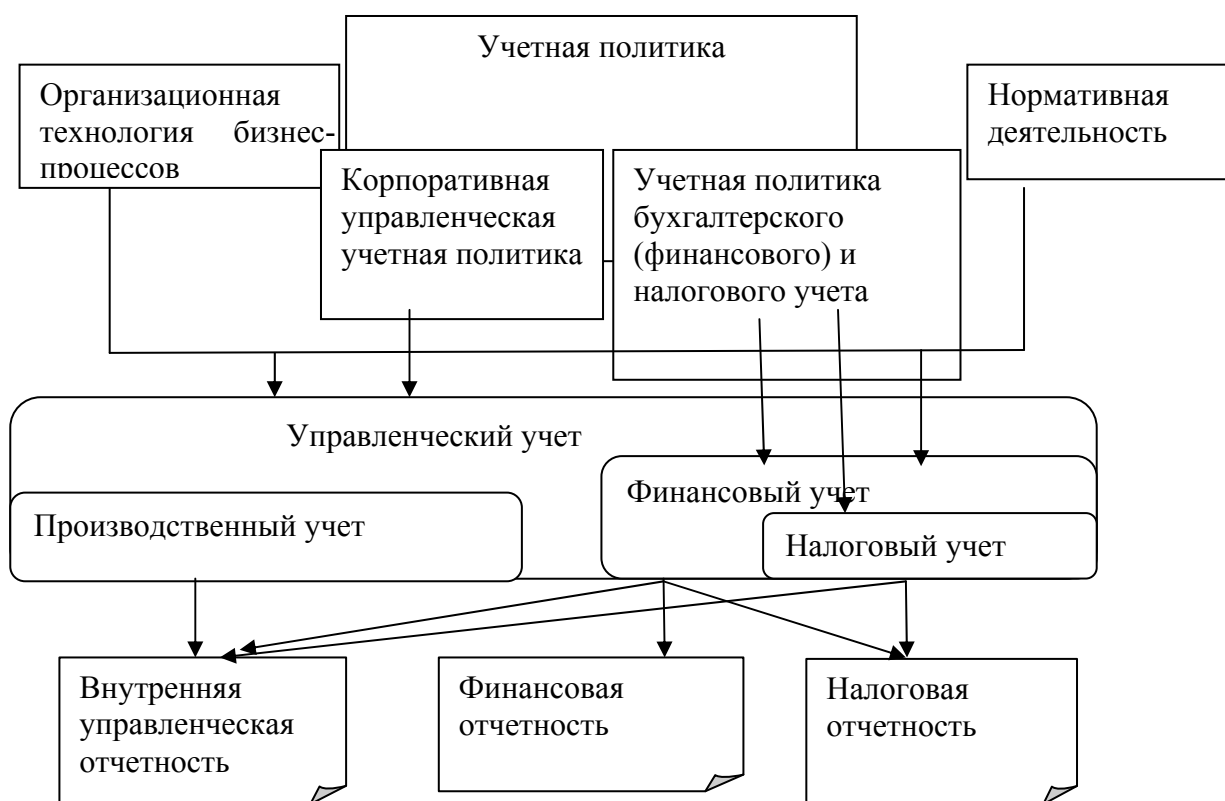 Учетная политика
Организационная
технология бизнес-
процессов
Нормативная
деятельность
Корпоративная
управленческая
учетная политика
Учетная политика
бухгалтерского
(финансового) и
налогового учета
Управленческий учет
Финансовый учет
Производственный учет
Налоговый учет
Внутренняя
управленческая
отчетность
Финансовая
отчетность
Налоговая
отчетность